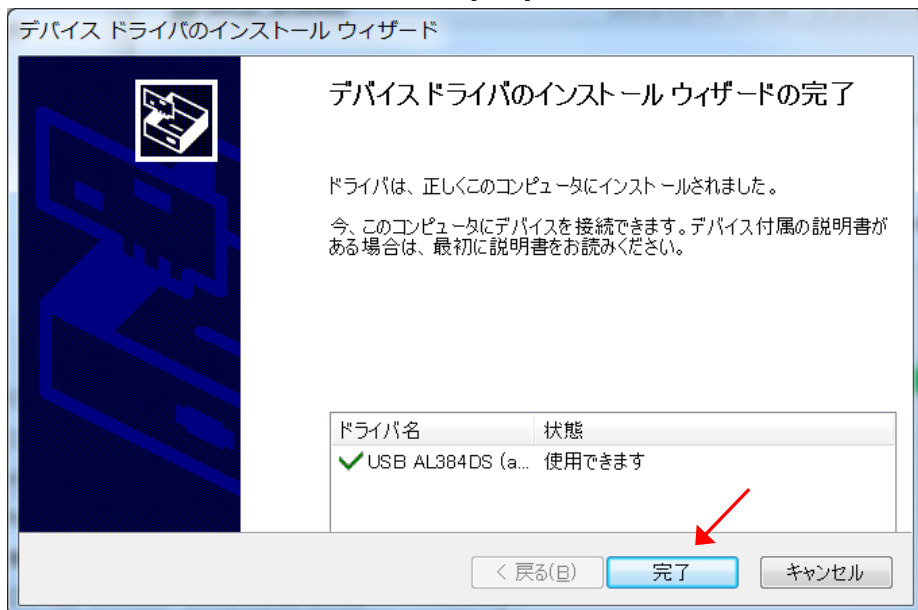 デバイス ドライバのインストール ウィザード
デバイス ドライバのインストール ウィザードの完了
ドライバは、正しくこのコンピュータにインストールされました。
今、このコンピュータにデバイスを接続できます。デバイス付属の説明書が
ある場合は、最初に説明書をお読みください。
ドライバ名 状態
USB AL384DS (a... 使用できます
< 戻る(B) 完了 キャンセル